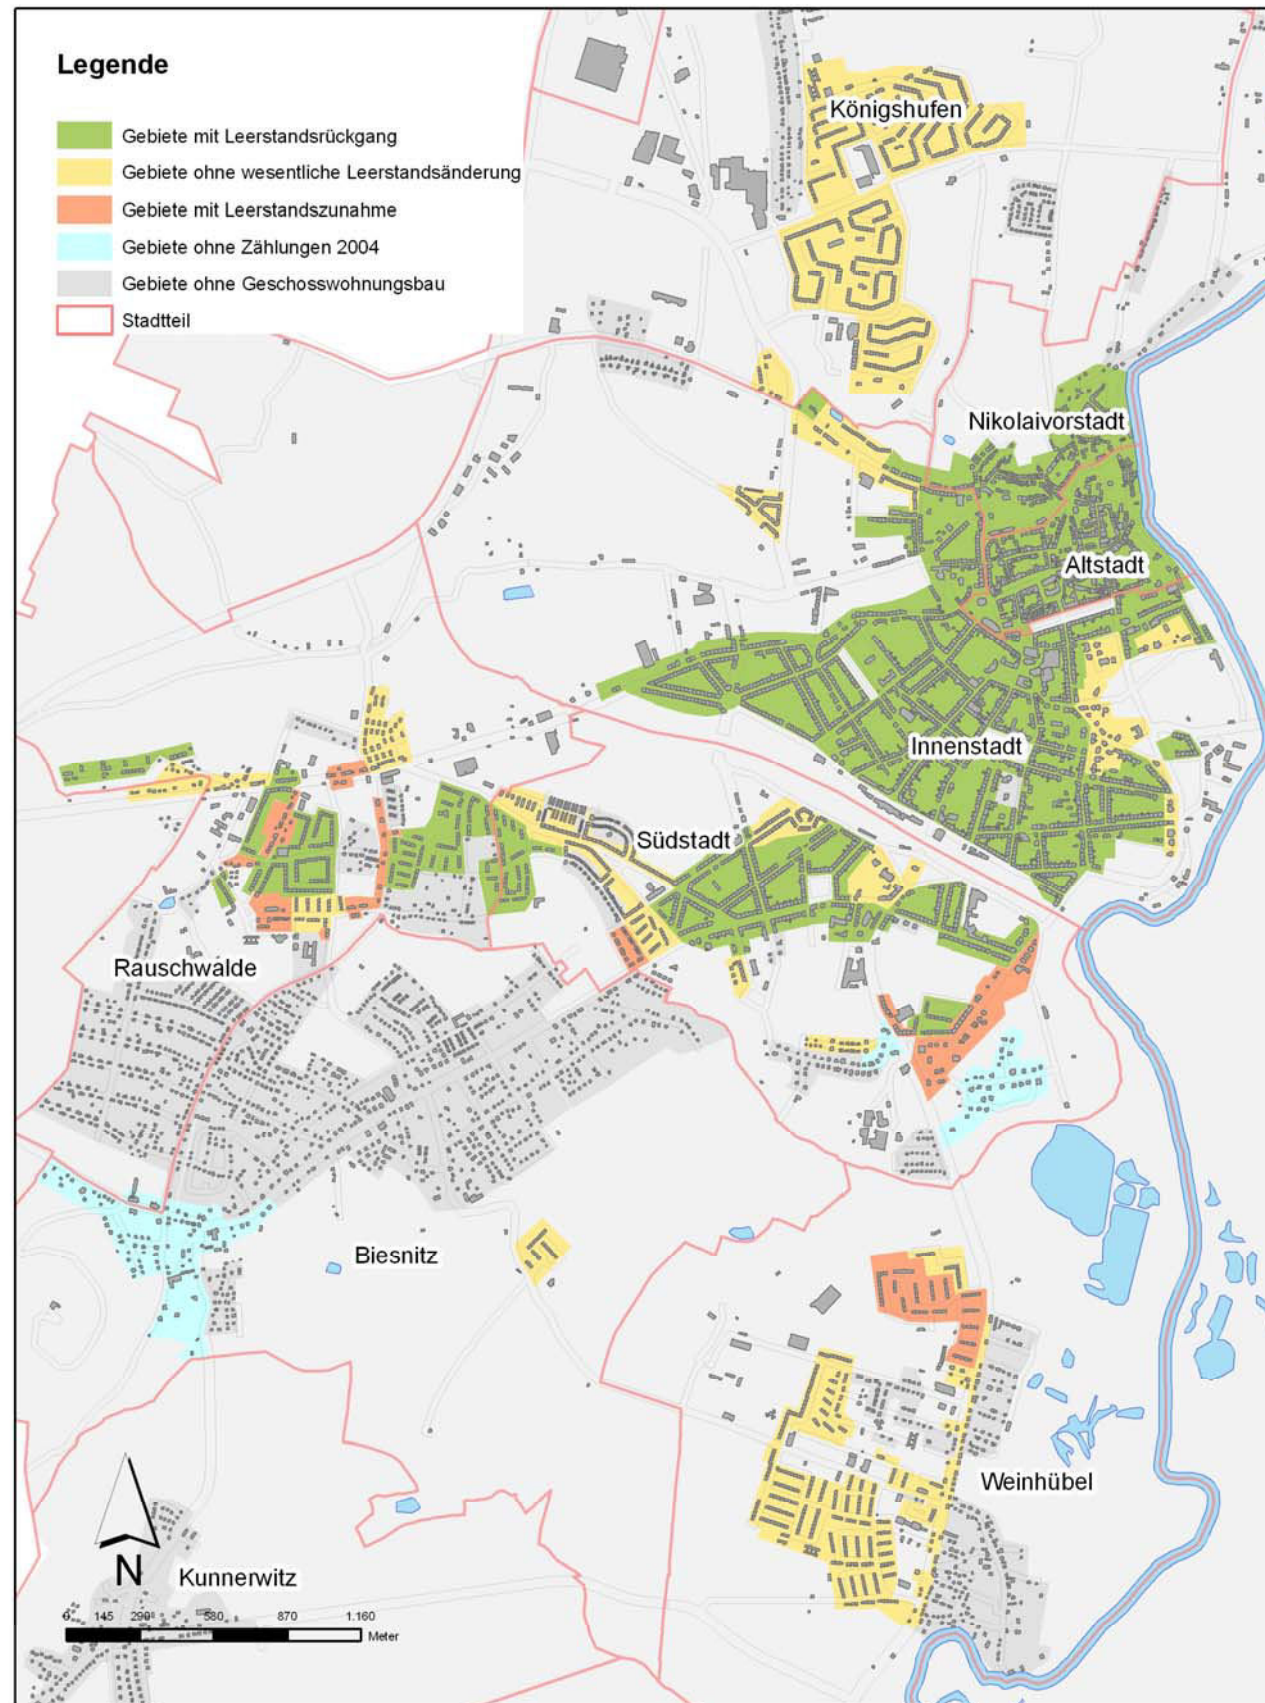 Legende
Gebiete mit Leerstandsrückgang
Gebiete ohne wesentliche Leerstandsänderung
Gebiete mit Leerstandszunahme
Gebiete ohne Zählungen 2004
Gebiete ohne Geschosswohnungsbau
Stadtteil
Königshufen
Nikolaivorstadt
Altstadt
Innenstadt
Südstadt
Rauschwalde
Biesnitz
Weinhübel
N
Kunnerwitz
0 145 290 580 870 1.160
Meter